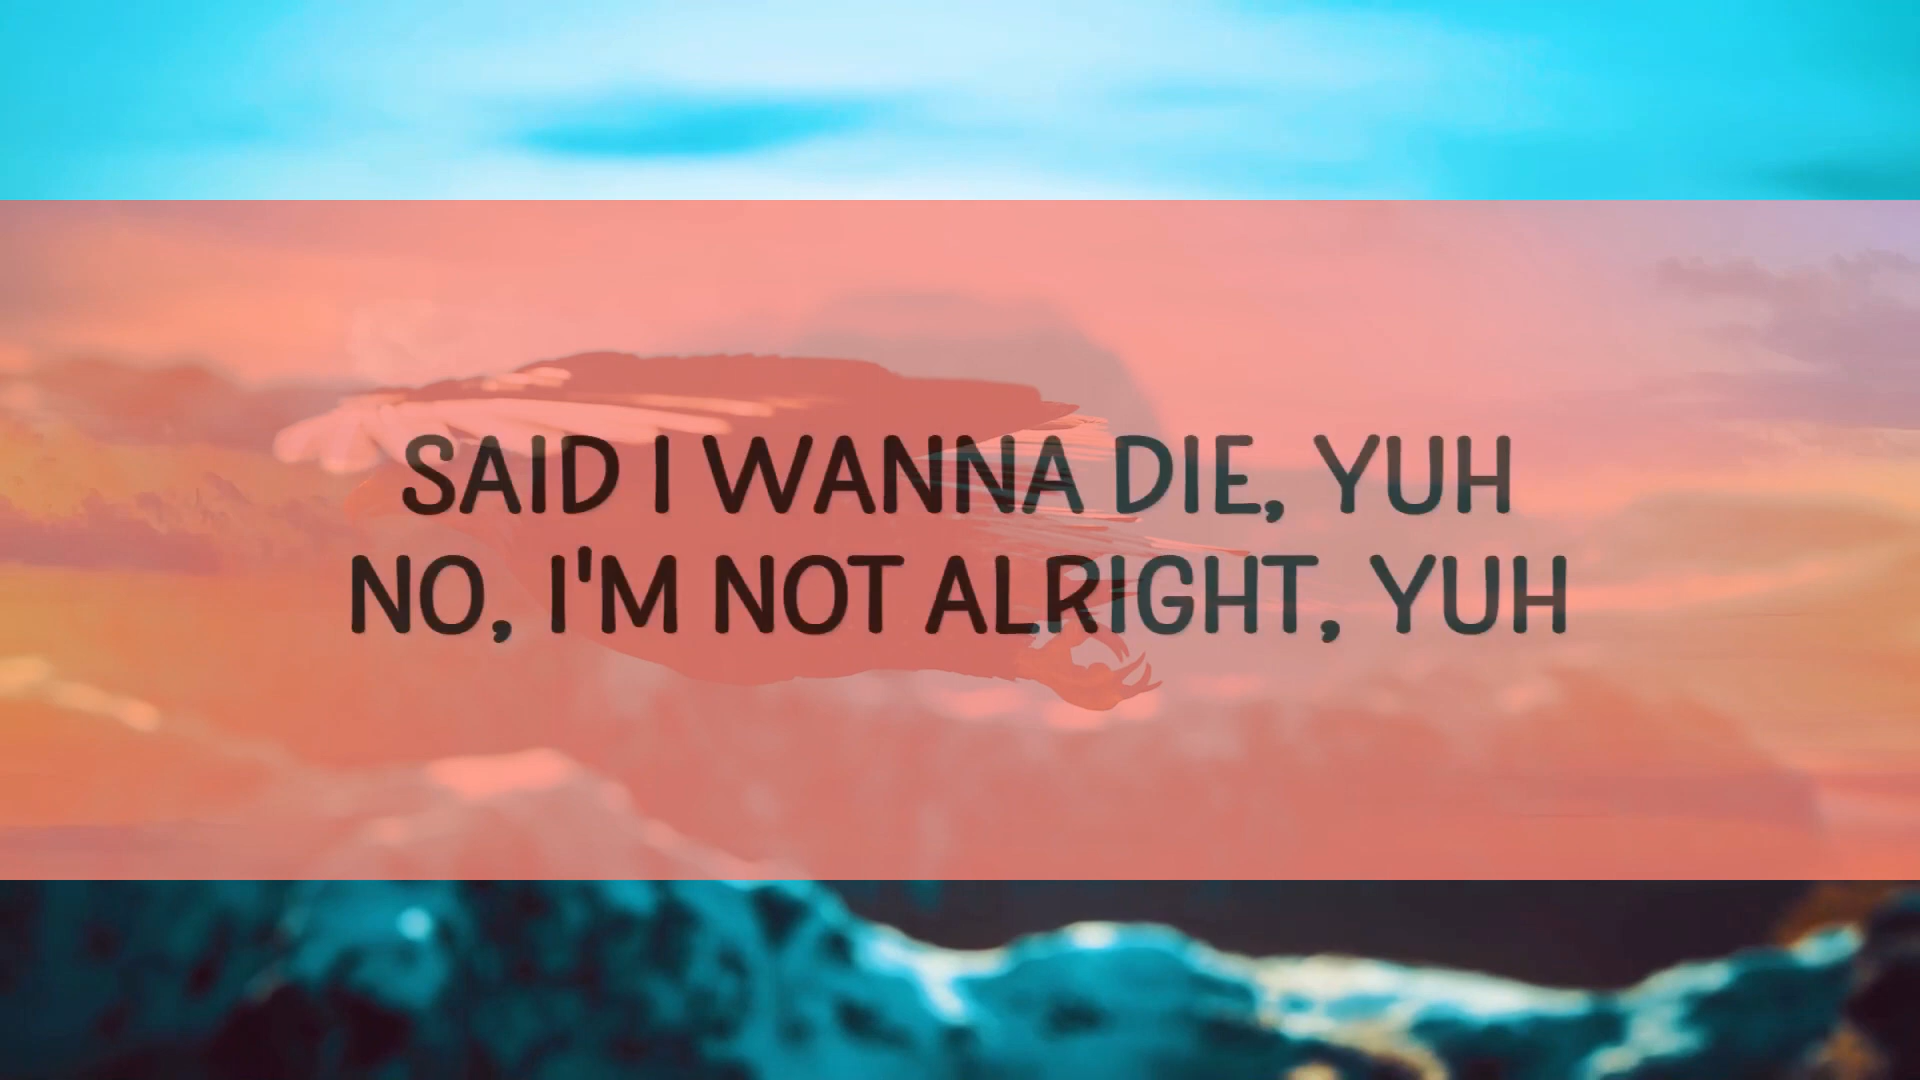 SAID I WANNA DIE, YUH
NO, I'M NOT ALRIGHT, YUH